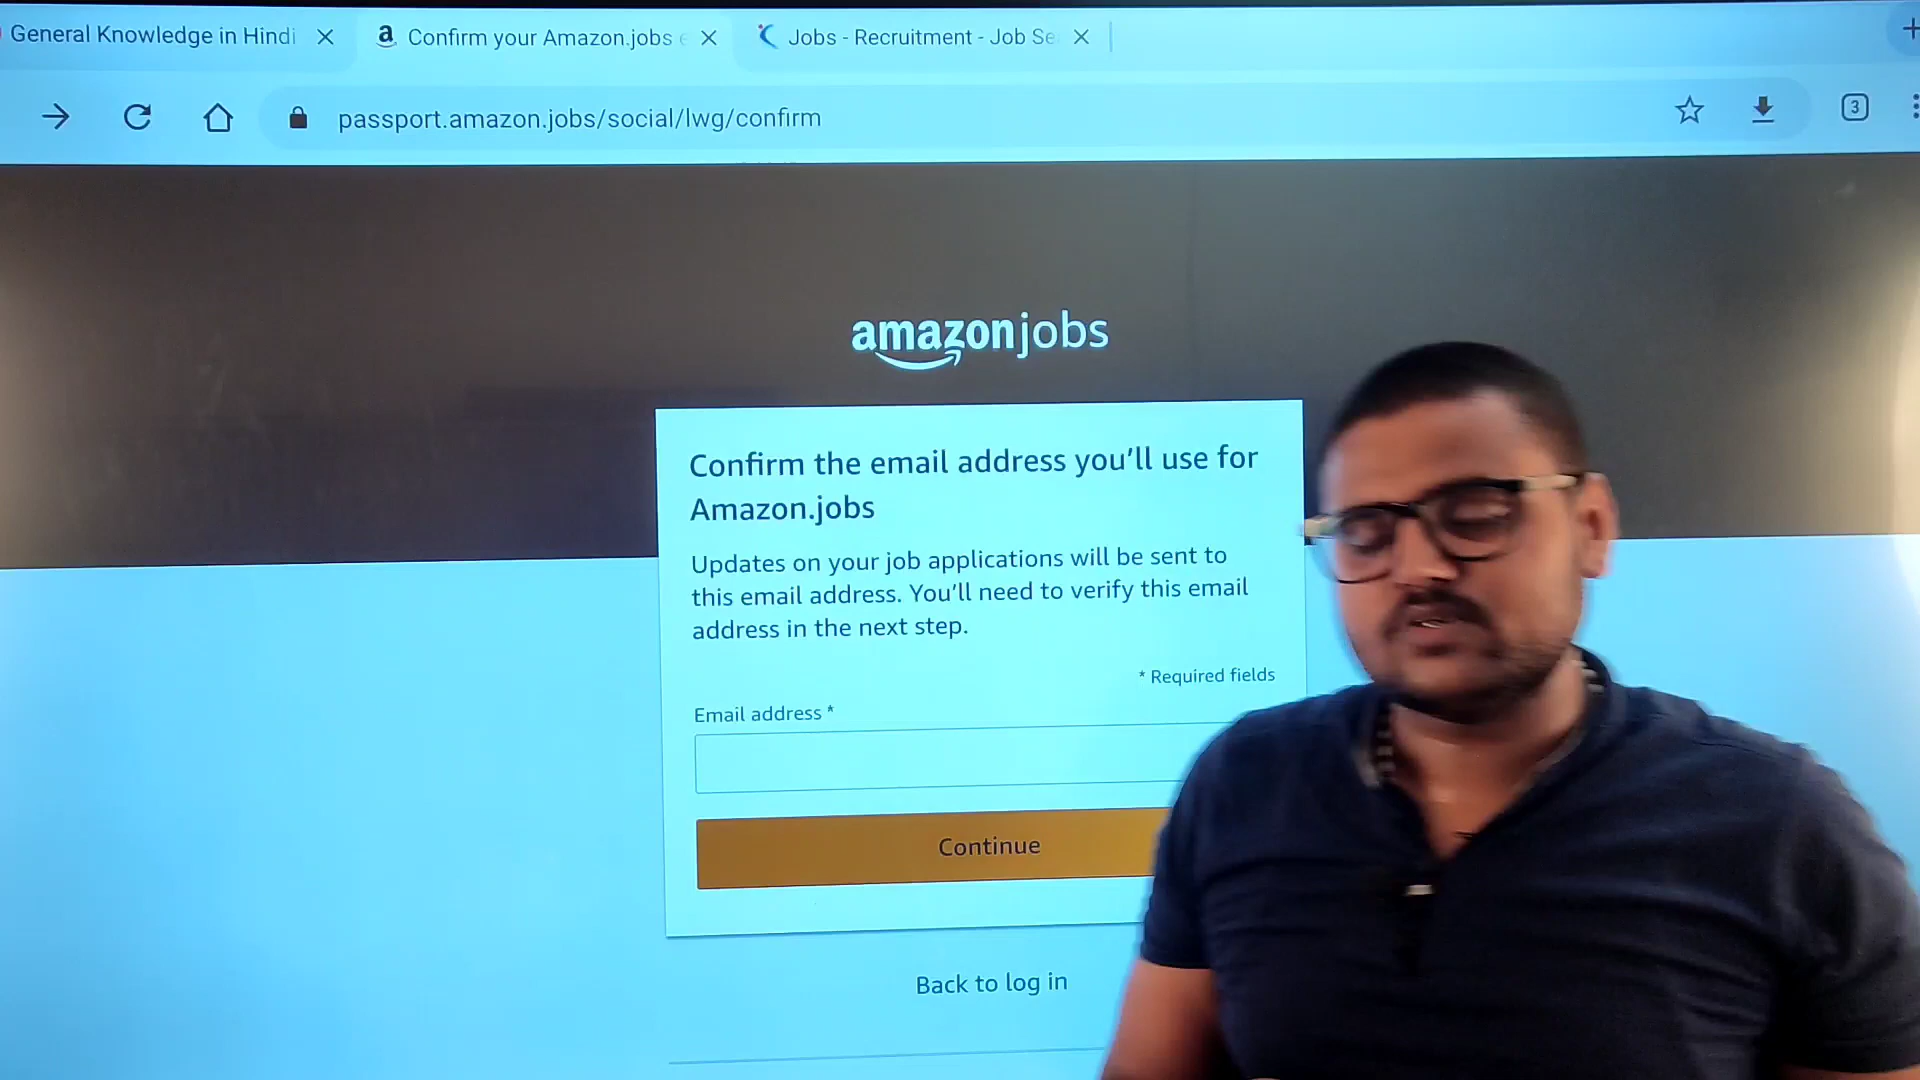 General Knowledge in Hindi
Confirm your Amazon.jobs e
Jobs - Recruitment - Job Se
passport.amazon.jobs/social/lwg/confirm
3
amazonjobs
Confirm the email address you’ll use for
Amazon.jobs
Updates on your job applications will be sent to
this email address. You’ll need to verify this email
address in the next step.
* Required fields
Email address *
Continue
Back to log in